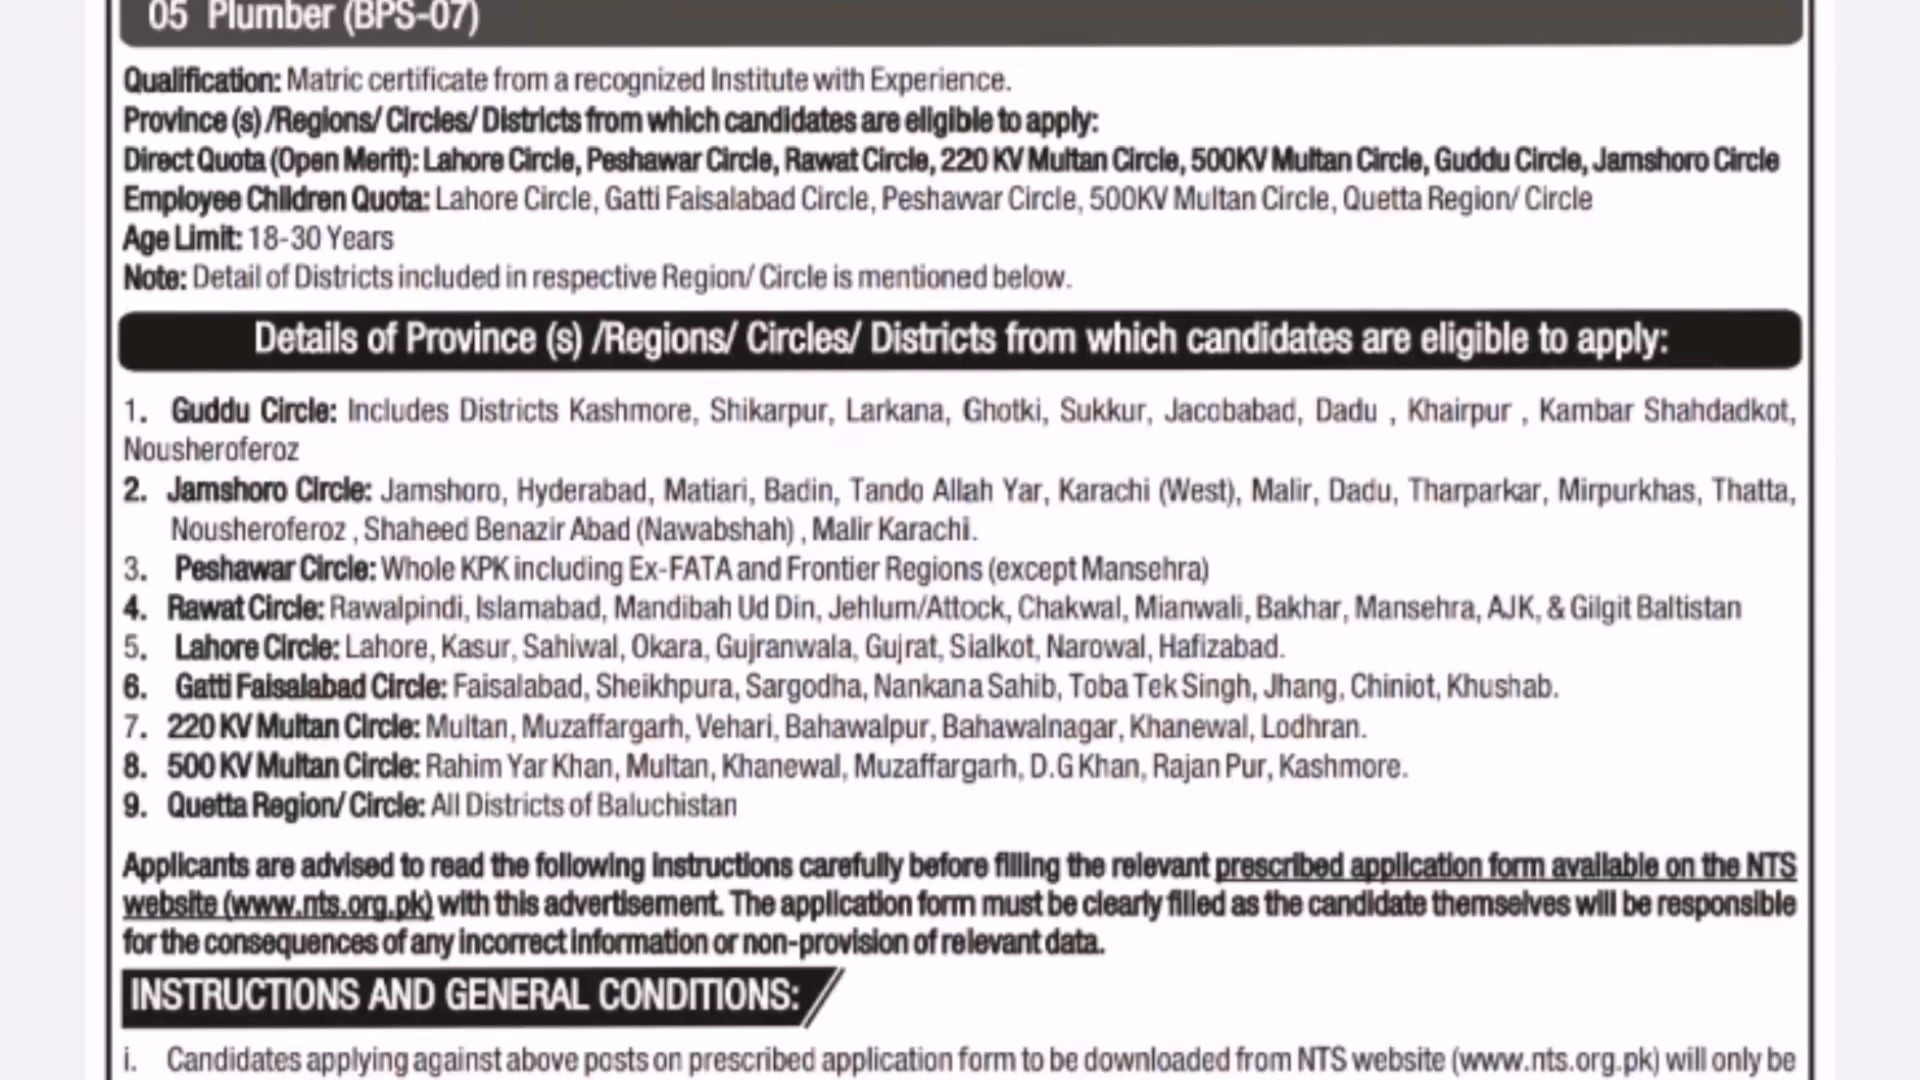 05 Plumber (BPS-07)
Qualification: Matric certificate from a recognized Institute with Experience.
Province (s) /Regions/ Circles/ Districts from which candidates are eligible to apply:
Direct Quota (Open Merit): Lahore Circle, Peshawar Circle, Rawat Circle, 220 KV Multan Circle, 500KV Multan Circle, Guddu Circle, Jamshoro Circle
Employee Children Quota: Lahore Circle, Gatti Faisalabad Circle, Peshawar Circle, 500KV Multan Circle, Quetta Region/ Circle
Age Limit: 18-30 Years
Note: Detail of Districts included in respective Region/ Circle is mentioned below.
Details of Province (s) /Regions/ Circles/ Districts from which candidates are eligible to apply:
1. Guddu Circle: Includes Districts Kashmore, Shikarpur, Larkana, Ghotki, Sukkur, Jacobabad, Dadu , Khairpur , Kambar Shahdadkot,
Nousheroferoz
2. Jamshoro Circle: Jamshoro, Hyderabad, Matiari, Badin, Tando Allah Yar, Karachi (West), Malir, Dadu, Tharparkar, Mirpurkhas, Thatta,
Nousheroferoz , Shaheed Benazir Abad (Nawabshah) , Malir Karachi.
3. Peshawar Circle: Whole KPK including Ex-FATA and Frontier Regions (except Mansehra)
4. Rawat Circle: Rawalpindi, Islamabad, Mandibah Ud Din, Jehlum/Attock, Chakwal, Mianwali, Bakhar, Mansehra, AJK, & Gilgit Baltistan
5. Lahore Circle: Lahore, Kasur, Sahiwal, Okara, Gujranwala, Gujrat, Sialkot, Narowal, Hafizabad.
6. Gatti Faisalabad Circle: Faisalabad, Sheikhpura, Sargodha, Nankana Sahib, Toba Tek Singh, Jhang, Chiniot, Khushab.
7. 220 KV Multan Circle: Multan, Muzaffargarh, Vehari, Bahawalpur, Bahawalnagar, Khanewal, Lodhran.
8. 500 KV Multan Circle: Rahim Yar Khan, Multan, Khanewal, Muzaffargarh, D.G Khan, Rajan Pur, Kashmore.
9. Quetta Region/ Circle: All Districts of Baluchistan
Applicants are advised to read the following instructions carefully before filling the relevant prescribed application form available on the NTS
website (www.nts.org.pk) with this advertisement. The application form must be clearly filled as the candidate themselves will be responsible
for the consequences of any incorrect information or non-provision of relevant data.
INSTRUCTIONS AND GENERAL CONDITIONS:
i. Candidates applying against above posts on prescribed application form to be downloaded from NTS website (www.nts.org.pk) will only be